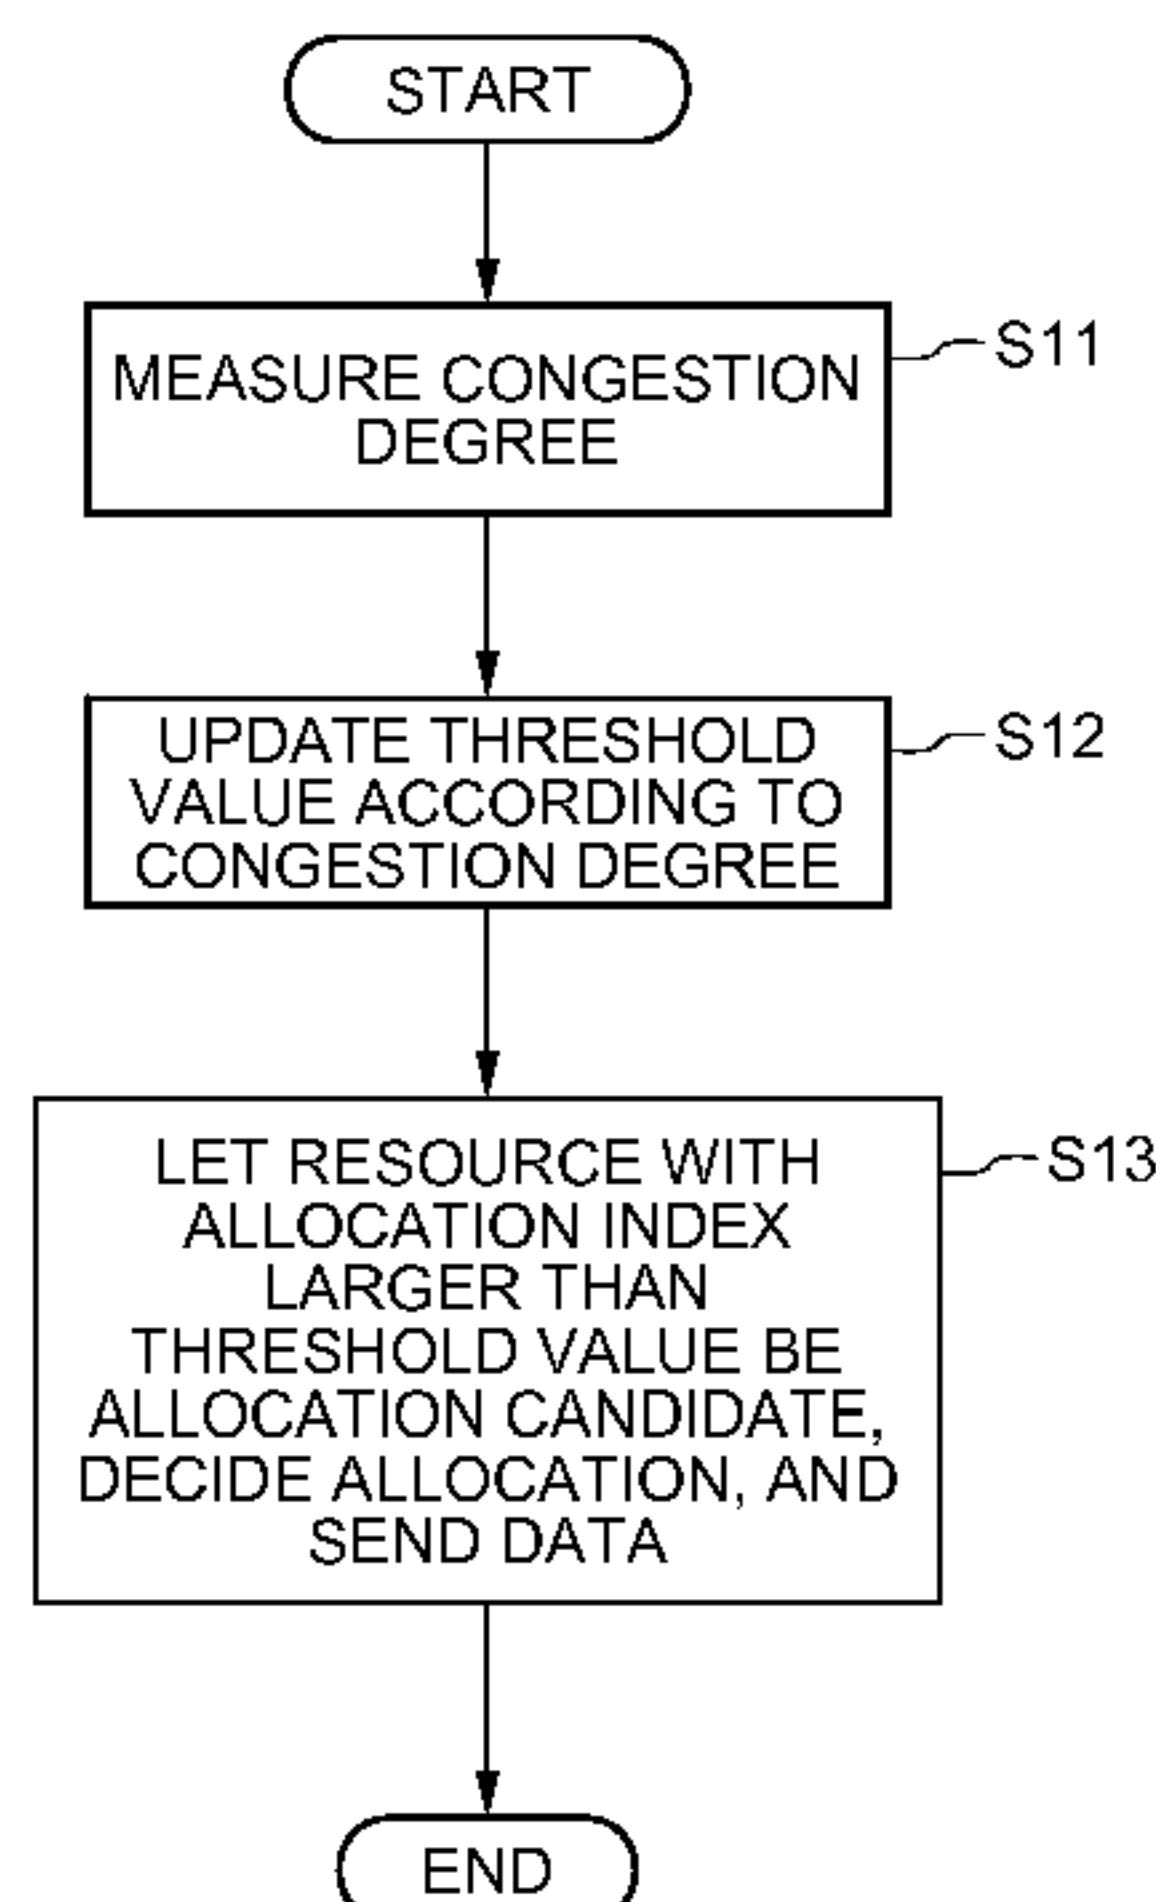 START
MEASURE CONGESTION
DEGREE
S11
UPDATE THRESHOLD
VALUE ACCORDING TO
CONGESTION DEGREE
S12
LET RESOURCE WITH
ALLOCATION INDEX
LARGER THAN
THRESHOLD VALUE BE
ALLOCATION CANDIDATE,
DECIDE ALLOCATION, AND
SEND DATA
S13
END